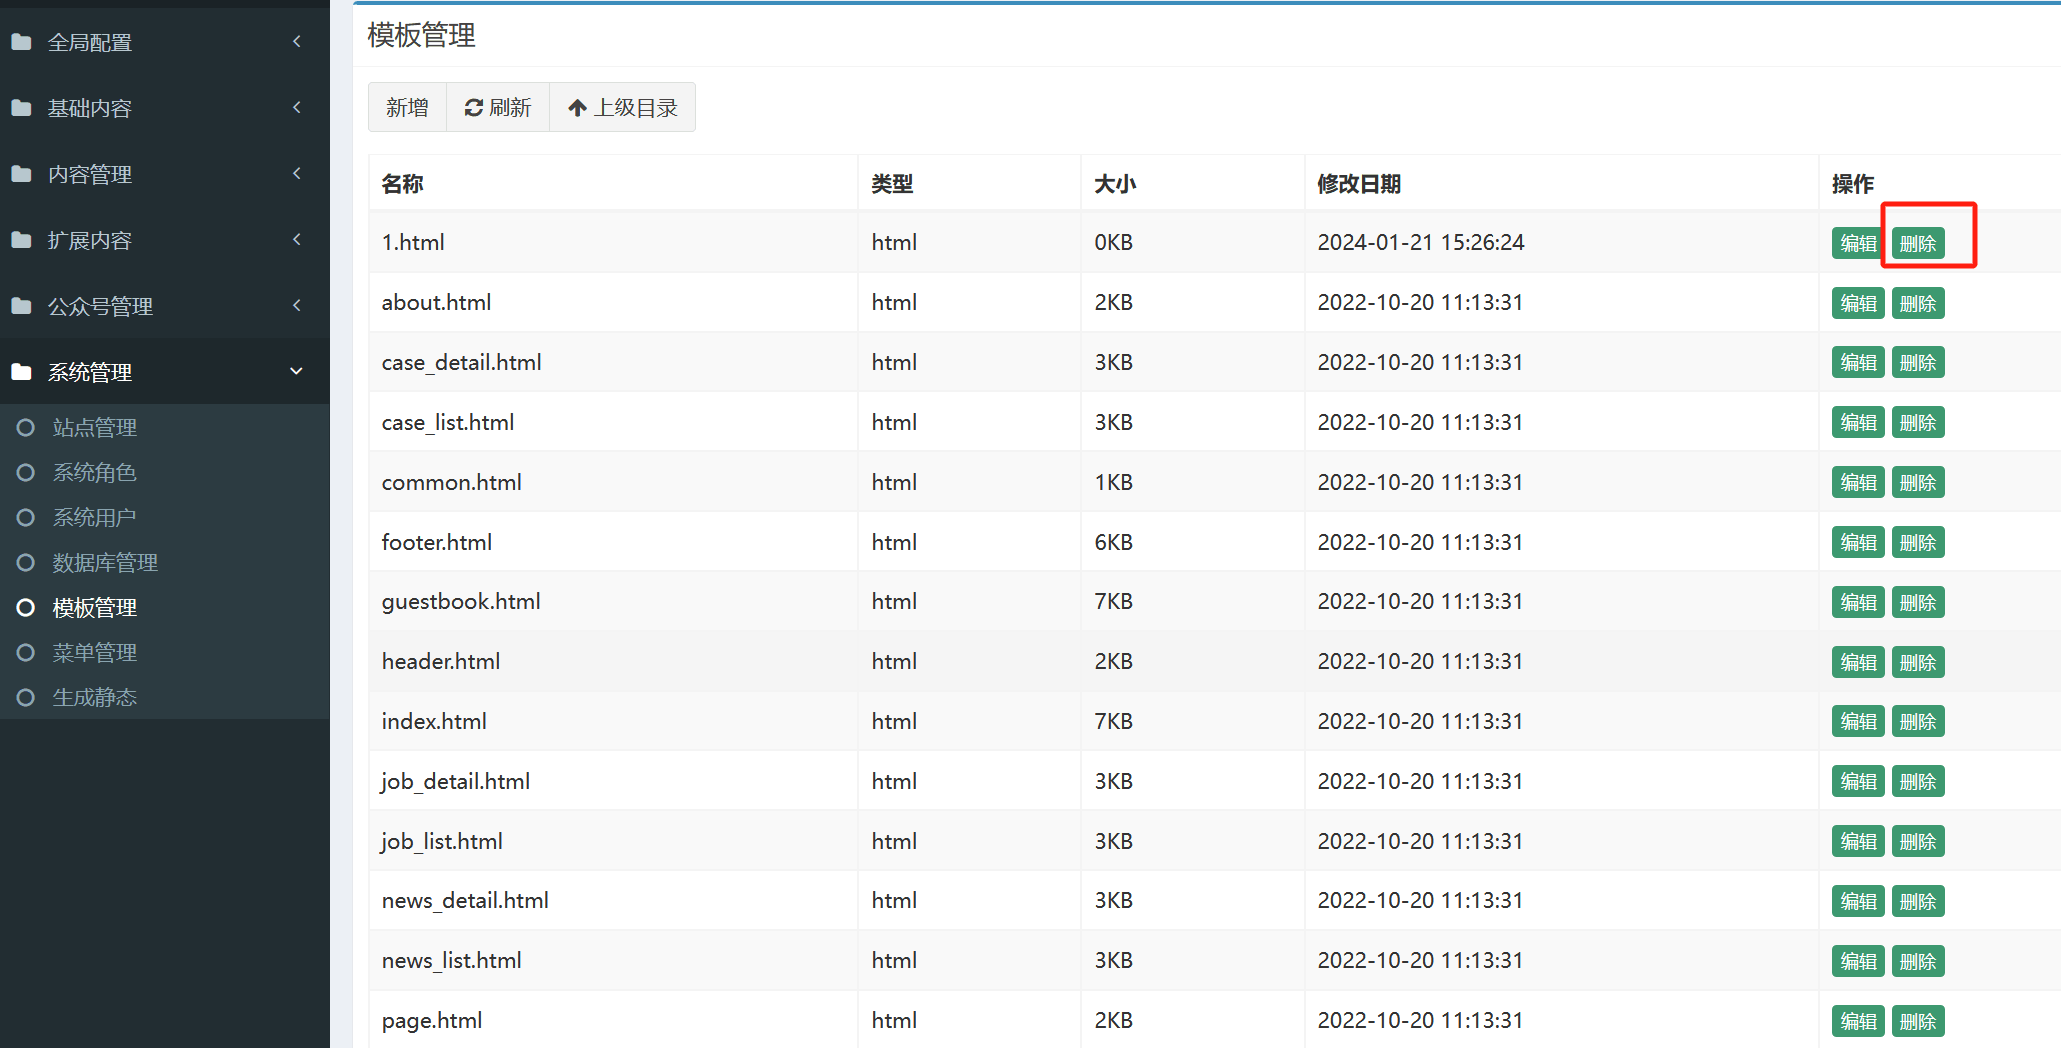 全局配置
基础内容
内容管理
扩展内容
公众号管理
系统管理
站点管理
系统角色
系统用户
数据库管理
模板管理
菜单管理
生成静态
模板管理
新增 刷新 上级目录
名称 类型 大小 修改日期 操作
1.html html 0KB 2024-01-21 15:26:24 编辑 删除
about.html html 2KB 2022-10-20 11:13:31 编辑 删除
case_detail.html html 3KB 2022-10-20 11:13:31 编辑 删除
case_list.html html 3KB 2022-10-20 11:13:31 编辑 删除
common.html html 1KB 2022-10-20 11:13:31 编辑 删除
footer.html html 6KB 2022-10-20 11:13:31 编辑 删除
guestbook.html html 7KB 2022-10-20 11:13:31 编辑 删除
header.html html 2KB 2022-10-20 11:13:31 编辑 删除
index.html html 7KB 2022-10-20 11:13:31 编辑 删除
job_detail.html html 3KB 2022-10-20 11:13:31 编辑 删除
job_list.html html 3KB 2022-10-20 11:13:31 编辑 删除
news_detail.html html 3KB 2022-10-20 11:13:31 编辑 删除
news_list.html html 3KB 2022-10-20 11:13:31 编辑 删除
page.html html 2KB 2022-10-20 11:13:31 编辑 删除